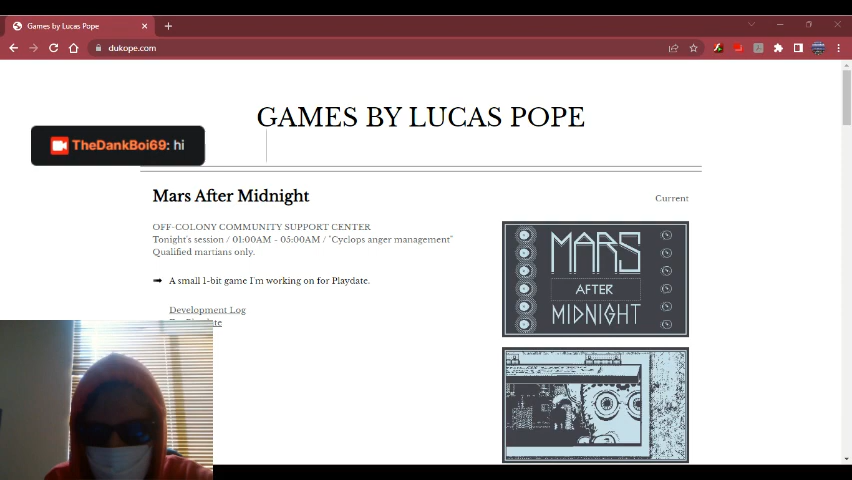 Games by Lucas Pope
dukope.com
GAMES BY LUCAS POPE
TheDankBoi69: hi
Mars After Midnight
Current
OFF-COLONY COMMUNITY SUPPORT CENTER
Tonight's session / 01:00AM - 05:00AM / "Cyclops anger management"
Qualified martians only.
➡ A small 1-bit game I'm working on for Playdate.
Development Log
MARS
AFTER
MIDNIGHT